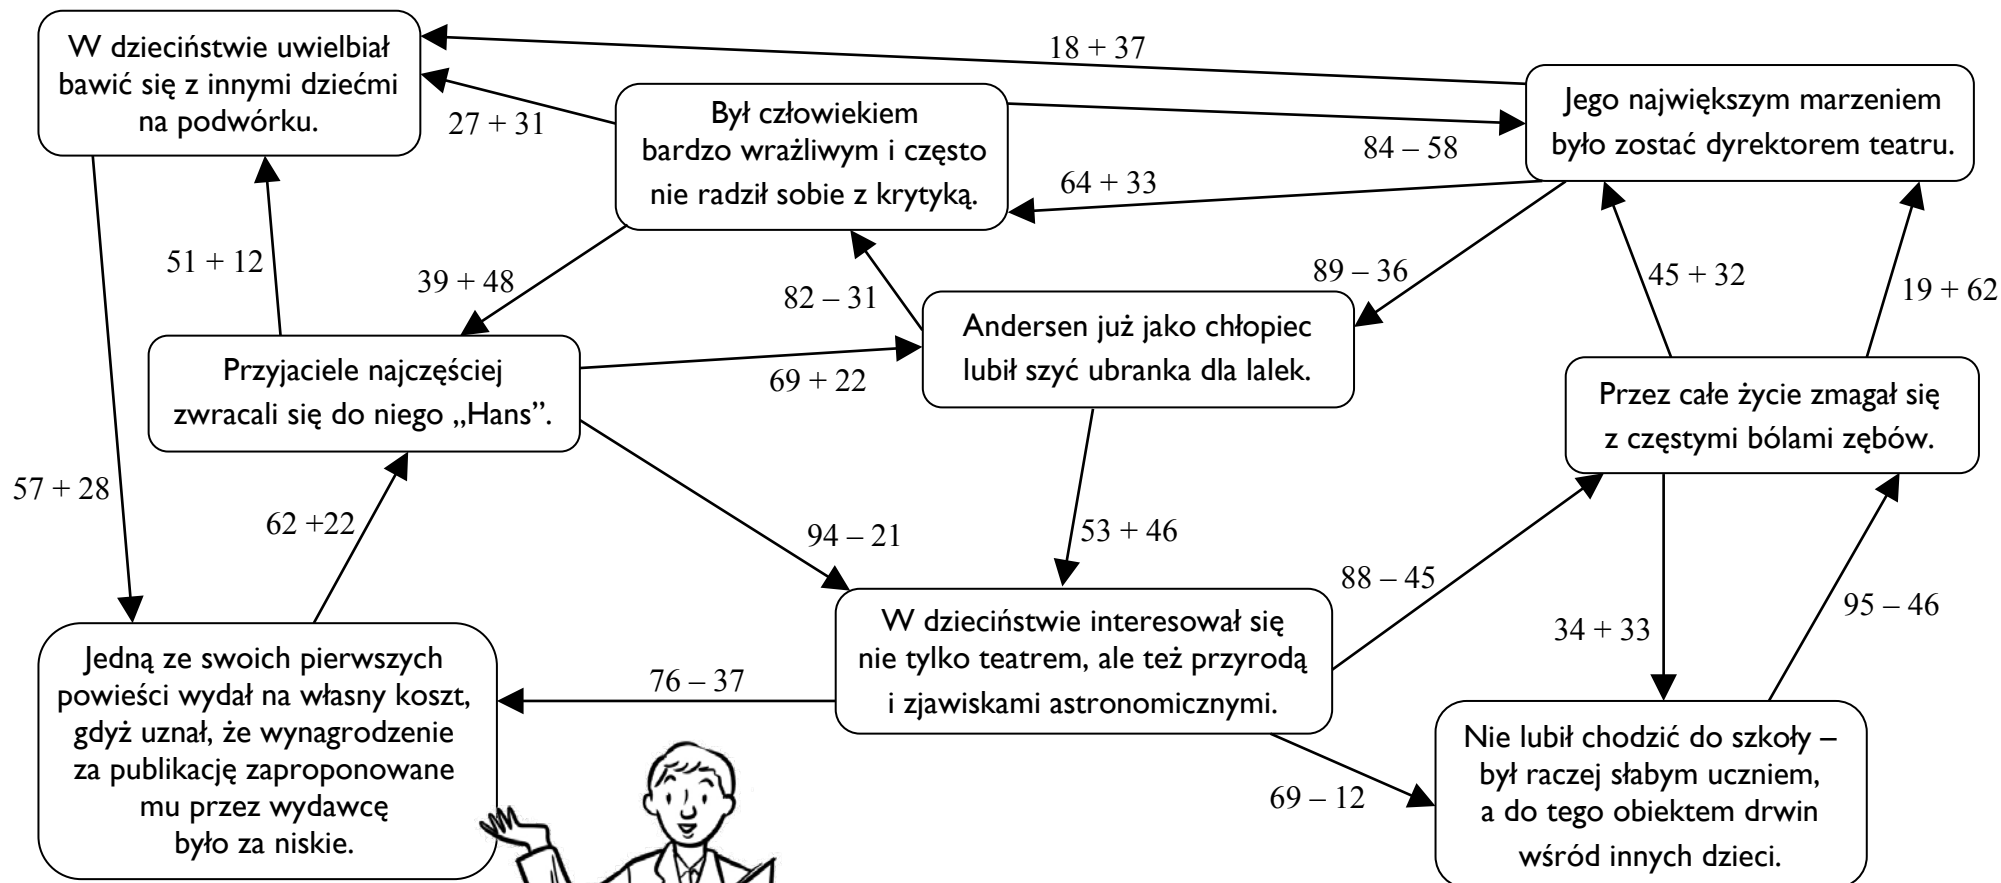 W dzieciństwie uwielbiał
bawić się z innymi dziećmi
na podwórku.
18 + 37
27 + 31
Był człowiekiem
bardzo wrażliwym i często
nie radził sobie z krytyką.
84 – 58
Jego największym marzeniem
było zostać dyrektorem teatru.
64 + 33
51 + 12
39 + 48
82 – 31
89 – 36
45 + 32
19 + 62
Przyjaciele najczęściej
zwracali się do niego „Hans”.
69 + 22
Andersen już jako chłopiec
lubił szyć ubranka dla lalek.
Przez całe życie zmagał się
z częstymi bólami zębów.
57 + 28
62 +22
94 – 21
53 + 46
88 – 45
34 + 33
95 – 46
Jedną ze swoich pierwszych
powieści wydał na własny koszt,
gdyż uznał, że wynagrodzenie
za publikację zaproponowane
mu przez wydawcę
było za niskie.
76 – 37
W dzieciństwie interesował się
nie tylko teatrem, ale też przyrodą
i zjawiskami astronomicznymi.
69 – 12
Nie lubił chodzić do szkoły –
był raczej słabym uczniem,
a do tego obiektem drwin
wśród innych dzieci.